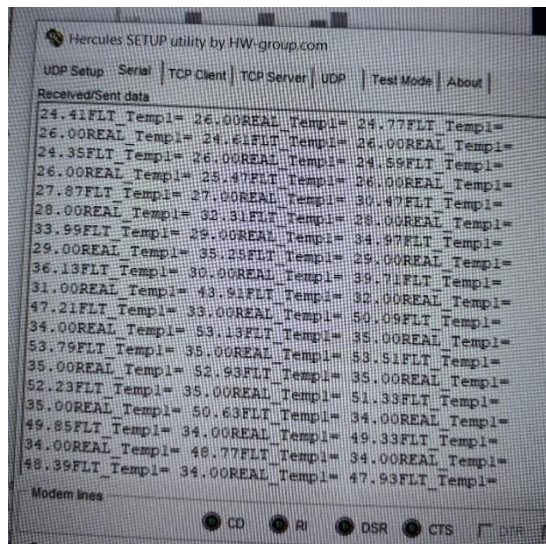 Hercules SETUP utility by HW-group.com
UDP Setup Serial TCP Client TCP Server UDP Test Mode About
Received/Sent data
24.41FLT_Temp1= 26.00REAL_Temp1= 24.77FLT_Temp1=
26.00REAL_Temp1= 24.61FLT_Temp1= 26.00REAL_Temp1=
24.35FLT_Temp1= 26.00REAL_Temp1= 24.59FLT_Temp1=
26.00REAL_Temp1= 25.47FLT_Temp1= 26.00REAL_Temp1=
27.87FLT_Temp1= 27.00REAL_Temp1= 30.47FLT_Temp1=
28.00REAL_Temp1= 32.31FLT_Temp1= 28.00REAL_Temp1=
33.99FLT_Temp1= 29.00REAL_Temp1= 34.97FLT_Temp1=
29.00REAL_Temp1= 35.25FLT_Temp1= 29.00REAL_Temp1=
36.13FLT_Temp1= 30.00REAL_Temp1= 39.71FLT_Temp1=
31.00REAL_Temp1= 43.91FLT_Temp1= 32.00REAL_Temp1=
47.21FLT_Temp1= 33.00REAL_Temp1= 50.09FLT_Temp1=
34.00REAL_Temp1= 53.13FLT_Temp1= 35.00REAL_Temp1=
53.79FLT_Temp1= 35.00REAL_Temp1= 53.51FLT_Temp1=
35.00REAL_Temp1= 52.93FLT_Temp1= 35.00REAL_Temp1=
52.23FLT_Temp1= 35.00REAL_Temp1= 51.33FLT_Temp1=
35.00REAL_Temp1= 50.63FLT_Temp1= 34.00REAL_Temp1=
49.85FLT_Temp1= 34.00REAL_Temp1= 49.33FLT_Temp1=
34.00REAL_Temp1= 48.77FLT_Temp1= 34.00REAL_Temp1=
48.39FLT_Temp1= 34.00REAL_Temp1= 47.93FLT_Temp1=
Modem lines
CD RI DSR CTS DTR